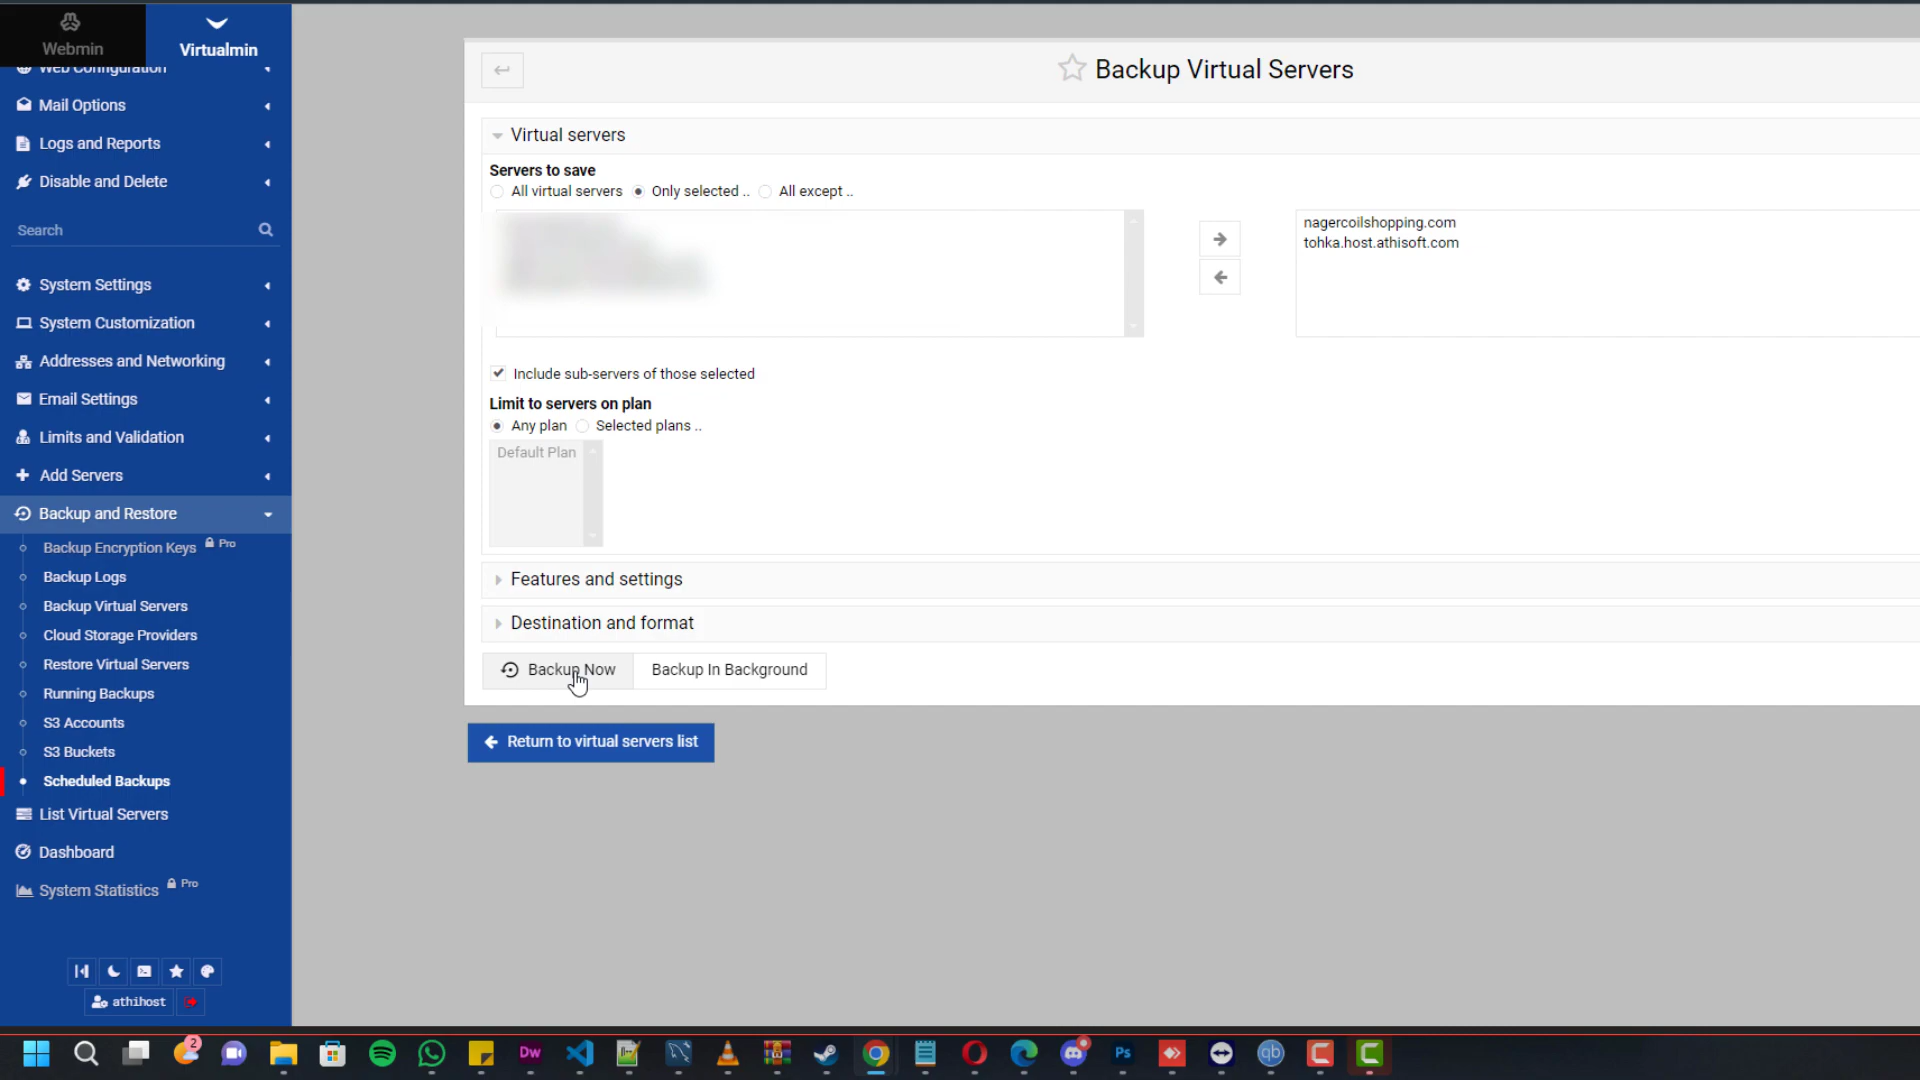 Webmin
Virtualmin
Web Configuration
Mail Options
Logs and Reports
Disable and Delete
Search
System Settings
System Customization
Addresses and Networking
Email Settings
Limits and Validation
Add Servers
Backup and Restore
Backup Encryption Keys Pro
Backup Logs
Backup Virtual Servers
Cloud Storage Providers
Restore Virtual Servers
Running Backups
S3 Accounts
S3 Buckets
Scheduled Backups
List Virtual Servers
Dashboard
System Statistics Pro
athihost
Backup Virtual Servers
Virtual servers
Servers to save
All virtual servers Only selected .. All except ..
nagercoilshopping.com
tohka.host.athisoft.com
Include sub-servers of those selected
Limit to servers on plan
Any plan Selected plans ..
Default Plan
Features and settings
Destination and format
Backup Now Backup In Background
Return to virtual servers list
2
Dw
Ps
qb